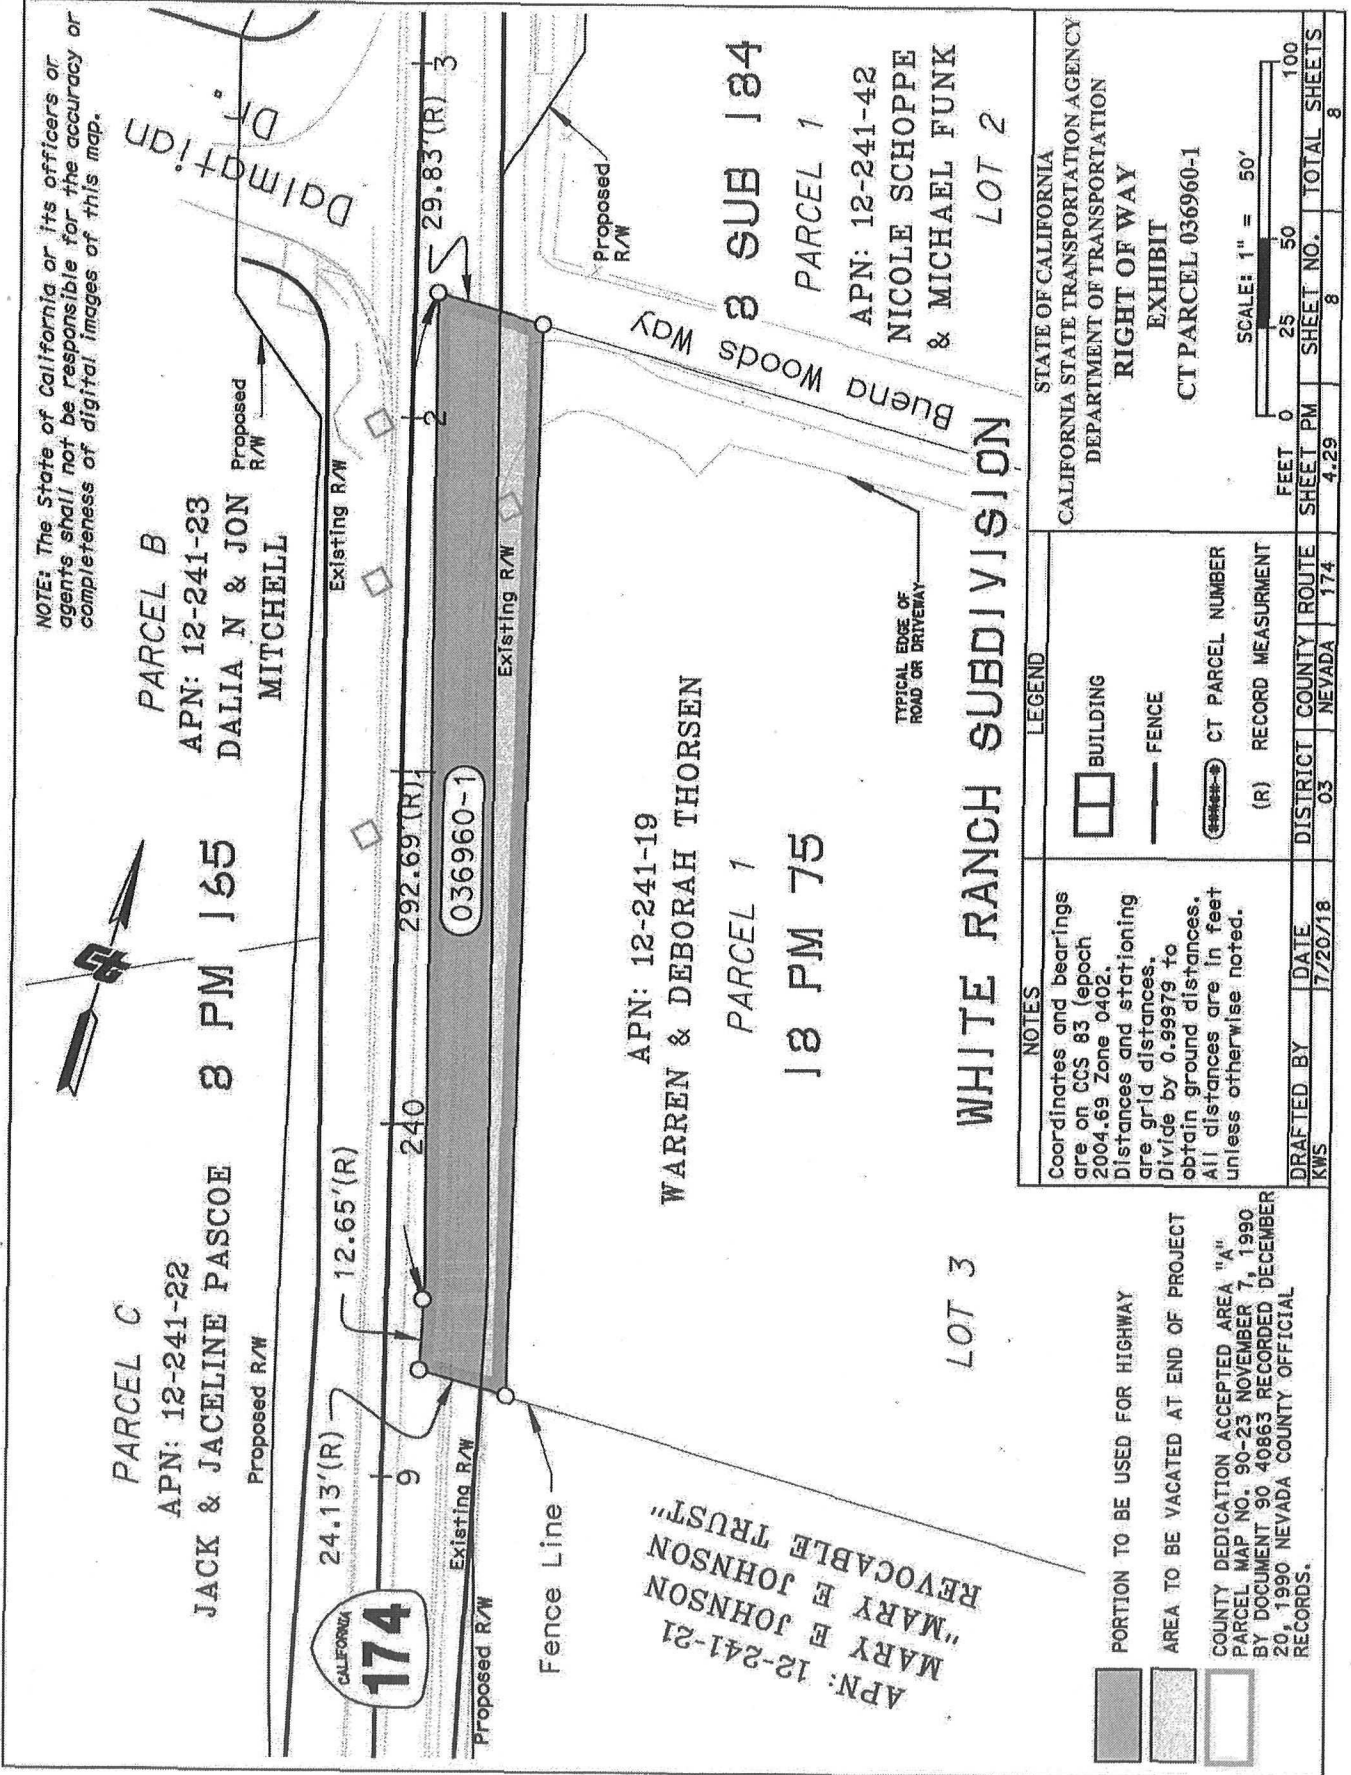 NOTE: The State of California or its officers or
agents shall not be responsible for the accuracy or
completeness of digital images of this map.
PARCEL C
APN: 12-241-22
JACK & JACELINE PASCOE
8 PM 165
PARCEL B
APN: 12-241-23
DALIA N & JON
MITCHELL
Dalmatian
Dr.
Proposed
R/W
Proposed R/W
Existing R/W
CALIFORNIA
174
24.13'(R)
12.65'(R)
292.69'(R)
29.83'(R)
9
240
1
2
3
036960-1
Existing R/W
Existing R/W
Proposed R/W
Proposed
R/W
Fence Line
APN: 12-241-21
MARY E JOHNSON
"MARY E JOHNSON
REVOCABLE TRUST"
APN: 12-241-19
WARREN & DEBORAH THORSEN
PARCEL 1
18 PM 75
LOT 3
Buena Woods Way
8 SUB 184
PARCEL 1
APN: 12-241-42
NICOLE SCHOPPE
& MICHAEL FUNK
LOT 2
TYPICAL EDGE OF
ROAD OR DRIVEWAY
WHITE RANCH SUBDIVISION
PORTION TO BE USED FOR HIGHWAY
AREA TO BE VACATED AT END OF PROJECT
COUNTY DEDICATION ACCEPTED AREA "A"
PARCEL MAP NO. 90-23 NOVEMBER 7, 1990
BY DOCUMENT 90 40863 RECORDED DECEMBER
20, 1990 NEVADA COUNTY OFFICIAL
RECORDS.
NOTES
Coordinates and bearings
are on CCS 83 (epoch
2004.69 Zone 0402.
Distances and stationing
are grid distances.
Divide by 0.99979 to
obtain ground distances.
All distances are in feet
unless otherwise noted.
LEGEND
BUILDING
FENCE
#####-# CT PARCEL NUMBER
(R) RECORD MEASURMENT
STATE OF CALIFORNIA
CALIFORNIA STATE TRANSPORTATION AGENCY
DEPARTMENT OF TRANSPORTATION
RIGHT OF WAY
EXHIBIT
CT PARCEL 036960-1
SCALE: 1" = 50'
FEET 0 25 50 100
DRAFTED BY DATE DISTRICT COUNTY ROUTE SHEET PM SHEET NO. TOTAL SHEETS
KWS 7/20/18 03 NEVADA 174 4.29 8 8